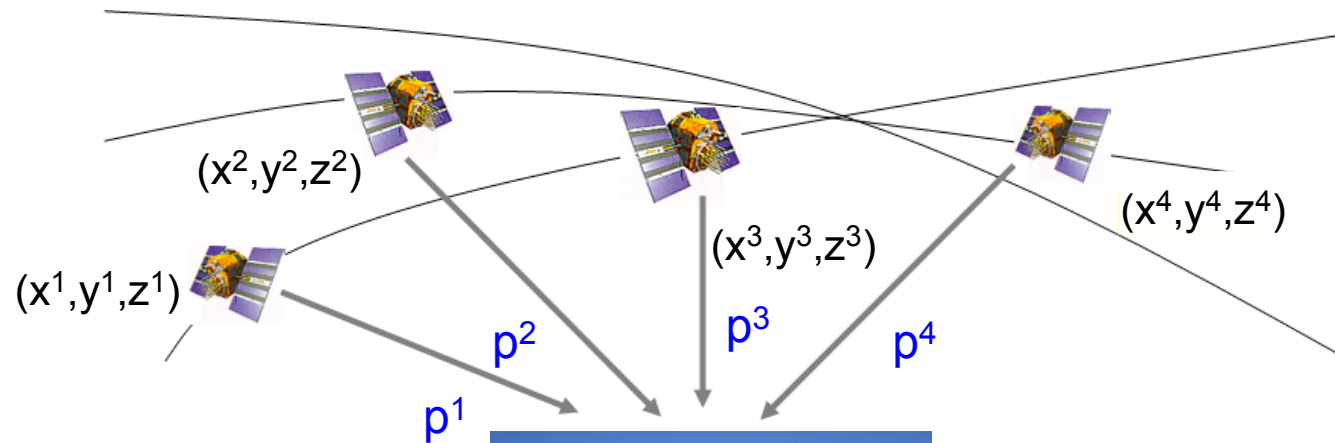 (x²,y²,z²)
(x⁴,y⁴,z⁴)
(x³,y³,z³)
(x¹,y¹,z¹)
p²
p³
p⁴
p¹